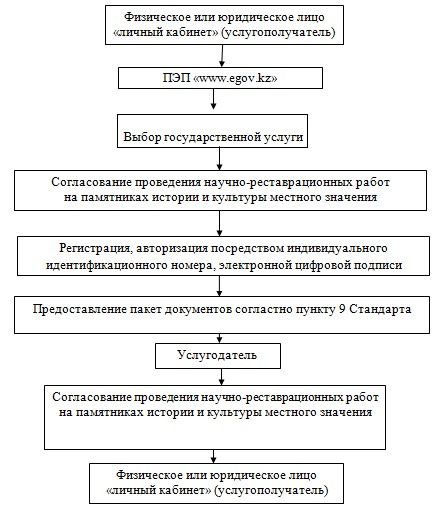 Физическое или юридическое лицо
«личный кабинет» (услугополучатель)
ПЭП «www.egov.kz»
Выбор государственной услуги
Согласование проведения научно-реставрационных работ
на памятниках истории и культуры местного значения
Регистрация, авторизация посредством индивидуального
идентификационного номера, электронной цифровой подписи
Предоставление пакет документов согластно пункту 9 Стандарта
Услугодатель
Согласование проведения научно-реставрационных работ
на памятниках истории и культуры местного значения
Физическое или юридическое лицо
«личный кабинет» (услугополучатель)